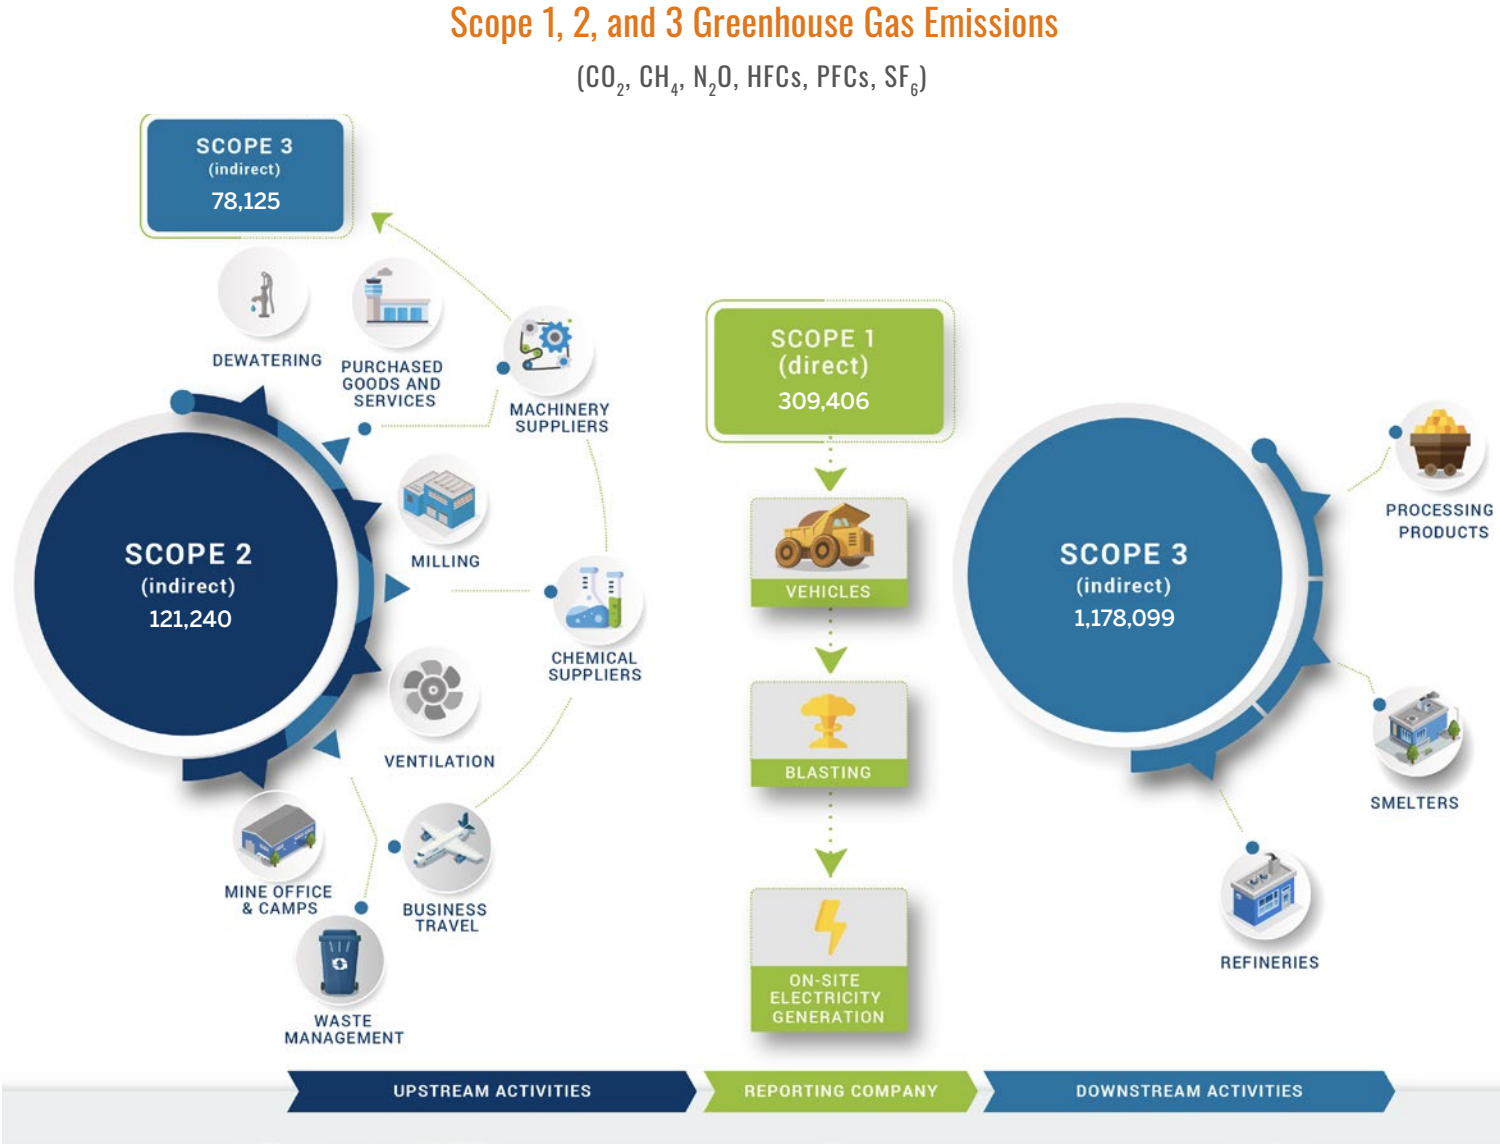 Scope 1, 2, and 3 Greenhouse Gas Emissions
(CO₂, CH₄, N₂O, HFCs, PFCs, SF₆)
SCOPE 3
(indirect)
78,125
DEWATERING
PURCHASED
GOODS AND
SERVICES
MACHINERY
SUPPLIERS
SCOPE 2
(indirect)
121,240
MILLING
CHEMICAL
SUPPLIERS
VENTILATION
MINE OFFICE
& CAMPS
BUSINESS
TRAVEL
WASTE
MANAGEMENT
SCOPE 1
(direct)
309,406
VEHICLES
BLASTING
ON-SITE
ELECTRICITY
GENERATION
SCOPE 3
(indirect)
1,178,099
PROCESSING
PRODUCTS
SMELTERS
REFINERIES
UPSTREAM ACTIVITIES
REPORTING COMPANY
DOWNSTREAM ACTIVITIES